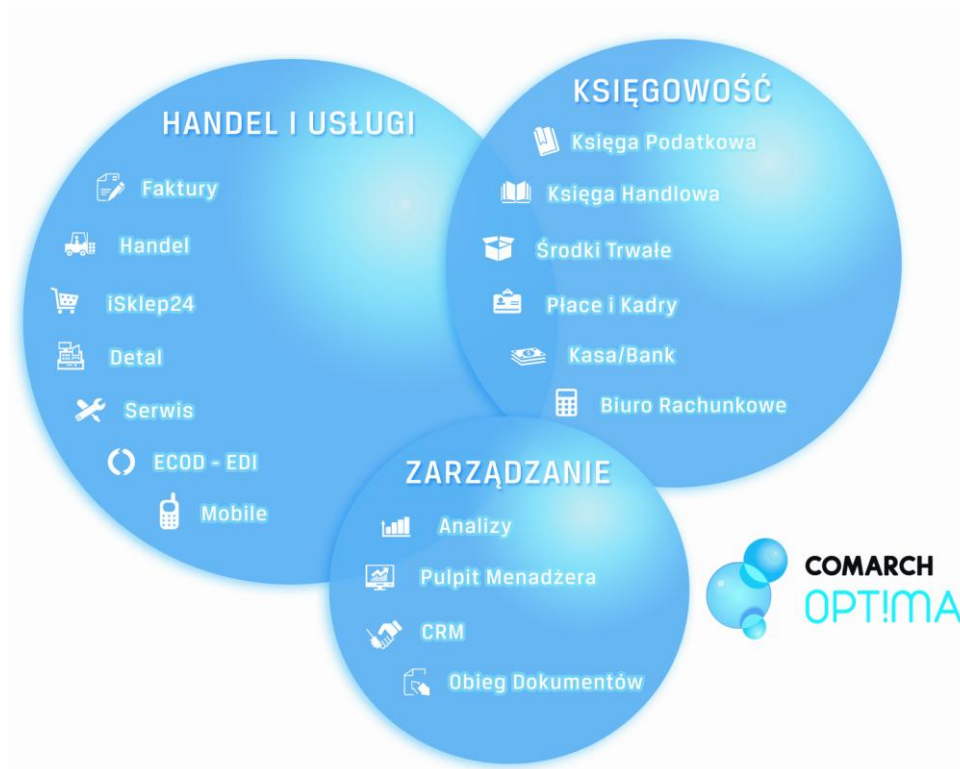 HANDEL I USŁUGI
Faktury
Handel
iSklep24
Detal
Serwis
ECOD - EDI
Mobile
KSIĘGOWOŚĆ
Księga Podatkowa
Księga Handlowa
Środki Trwałe
Płace i Kadry
Kasa/Bank
Biuro Rachunkowe
ZARZĄDZANIE
Analizy
Pulpit Menadżera
CRM
Obieg Dokumentów
COMARCH
OPT!MA